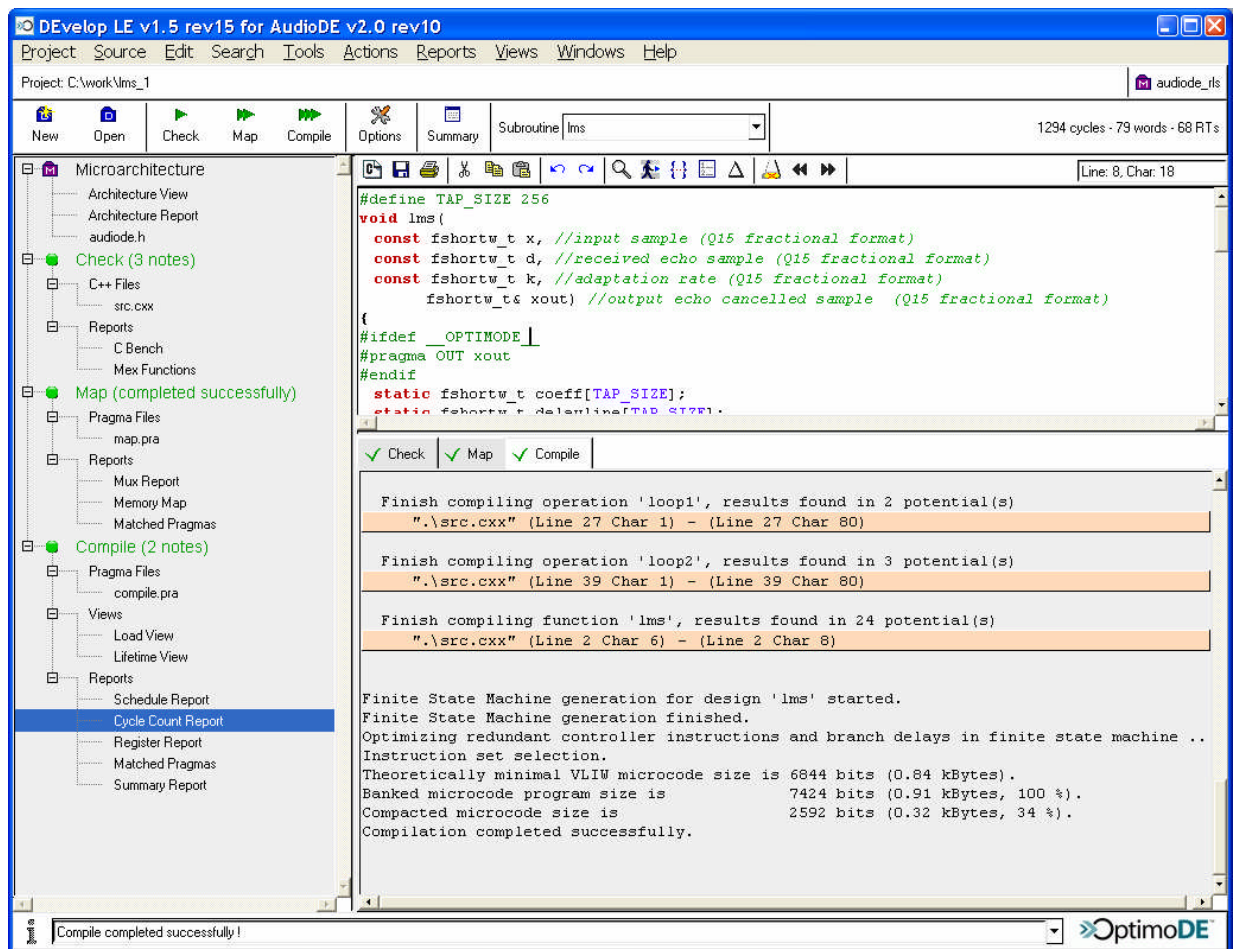 DEvelop LE v1.5 rev15 for AudioDE v2.0 rev10
Project Source Edit Search Tools Actions Reports Views Windows Help
Project: C:\work\lms_1
audiode_rls
New Open Check Map Compile Options Summary Subroutine lms 1294 cycles - 79 words - 68 RTs
Microarchitecture
Architecture View
Architecture Report
audiode.h
Check (3 notes)
C++ Files
src.cxx
Reports
C Bench
Mex Functions
Map (completed successfully)
Pragma Files
map.pra
Reports
Mux Report
Memory Map
Matched Pragmas
Compile (2 notes)
Pragma Files
compile.pra
Views
Load View
Lifetime View
Reports
Schedule Report
Cycle Count Report
Register Report
Matched Pragmas
Summary Report
Line: 8, Char: 18
#define TAP_SIZE 256
void lms(
const fshortw_t x, //input sample (Q15 fractional format)
const fshortw_t d, //received echo sample (Q15 fractional format)
const fshortw_t k, //adaptation rate (Q15 fractional format)
fshortw_t& xout) //output echo cancelled sample (Q15 fractional format)
{
#ifdef __OPTIMODE__
#pragma OUT xout
#endif
static fshortw_t coeff[TAP_SIZE];
static fshortw_t delayline[TAP_SIZE];
Check Map Compile
Finish compiling operation 'loop1', results found in 2 potential(s)
".\src.cxx" (Line 27 Char 1) - (Line 27 Char 80)
Finish compiling operation 'loop2', results found in 3 potential(s)
".\src.cxx" (Line 39 Char 1) - (Line 39 Char 80)
Finish compiling function 'lms', results found in 24 potential(s)
".\src.cxx" (Line 2 Char 6) - (Line 2 Char 8)
Finite State Machine generation for design 'lms' started.
Finite State Machine generation finished.
Optimizing redundant controller instructions and branch delays in finite state machine ..
Instruction set selection.
Theoretically minimal VLIW microcode size is 6844 bits (0.84 kBytes).
Banked microcode program size is 7424 bits (0.91 kBytes, 100 %).
Compacted microcode size is 2592 bits (0.32 kBytes, 34 %).
Compilation completed successfully.
Compile completed successfully !
OptimoDE